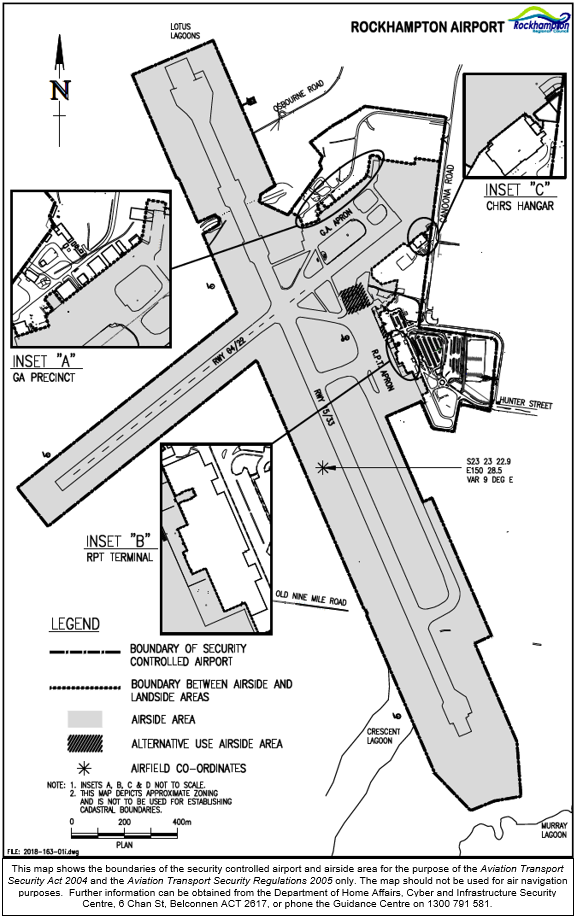 ROCKHAMPTON AIRPORT
Rockhampton
Regional Council
LOTUS
LAGOONS
N
OSBOURNE ROAD
CANOONA ROAD
INSET "C"
CHRS HANGAR
G.A. APRON
INSET "A"
GA PRECINCT
RWY 04/22
R.P.T. APRON
RWY 15/33
HUNTER STREET
S23 23 22.9
E150 28.5
VAR 9 DEG E
INSET "B"
RPT TERMINAL
OLD NINE MILE ROAD
LEGEND
BOUNDARY OF SECURITY
CONTROLLED AIRPORT
BOUNDARY BETWEEN AIRSIDE AND
LANDSIDE AREAS
AIRSIDE AREA
ALTERNATIVE USE AIRSIDE AREA
AIRFIELD CO-ORDINATES
CRESCENT
LAGOON
NOTE: 1. INSETS A, B, C & D NOT TO SCALE.
2. THIS MAP DEPICTS APPROXIMATE ZONING
AND IS NOT TO BE USED FOR ESTABLISHING
CADASTRAL BOUNDARIES.
0 200 400m
PLAN
MURRAY
LAGOON
FILE: 2018-163-01i.dwg
This map shows the boundaries of the security controlled airport and airside area for the purpose of the Aviation Transport
Security Act 2004 and the Aviation Transport Security Regulations 2005 only. The map should not be used for air navigation
purposes. Further information can be obtained from the Department of Home Affairs, Cyber and Infrastructure Security
Centre, 6 Chan St, Belconnen ACT 2617, or phone the Guidance Centre on 1300 791 581.